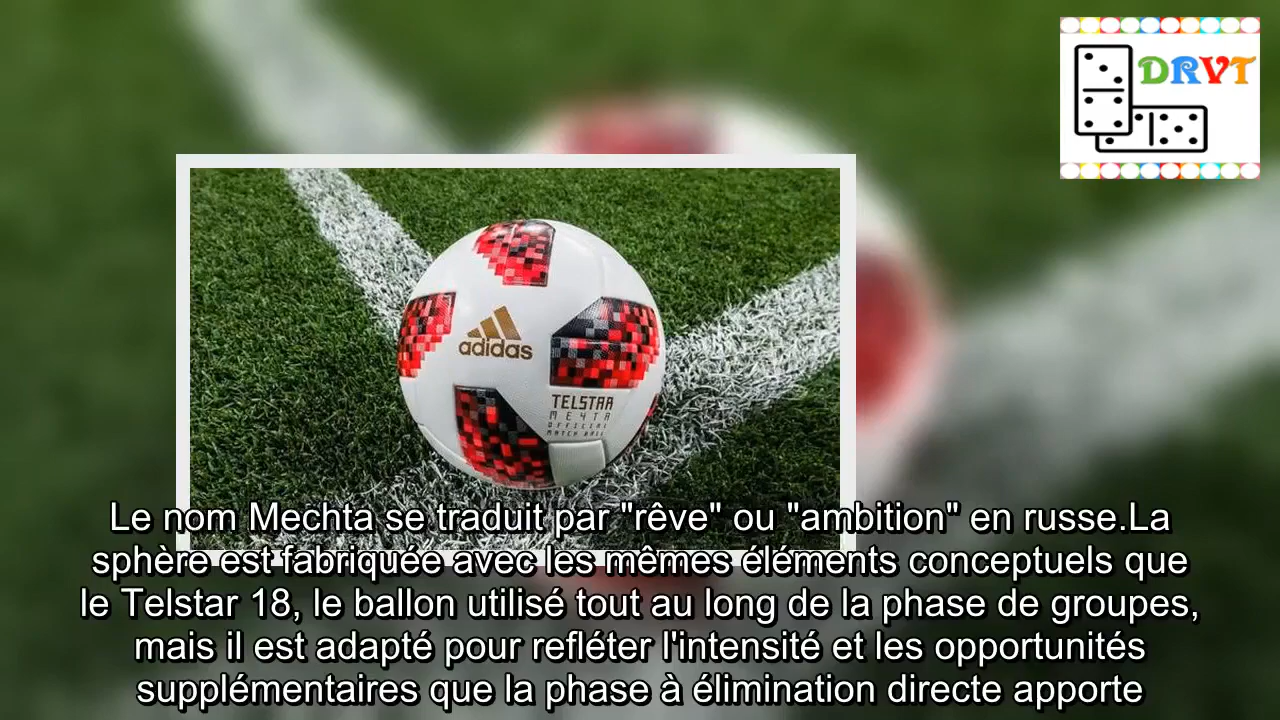 DRVT
adidas
TELSTAR
МЕЧТА
OFFICIAL
MATCH BALL
Le nom Mechta se traduit par "rêve" ou "ambition" en russe.La
sphère est fabriquée avec les mêmes éléments conceptuels que
le Telstar 18, le ballon utilisé tout au long de la phase de groupes,
mais il est adapté pour refléter l'intensité et les opportunités
supplémentaires que la phase à élimination directe apporte